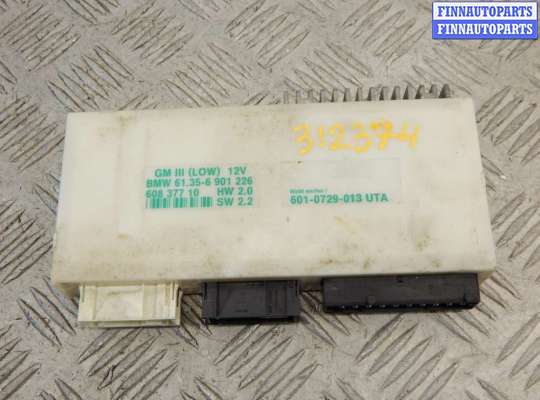 FINNAUTOPARTS
FINNAUTOPARTS
312374
GM III (LOW) 12V
BMW 61.35-6 901 226
608 377 10 HW 2.0
SW 2.2
601-0729-013 UTA